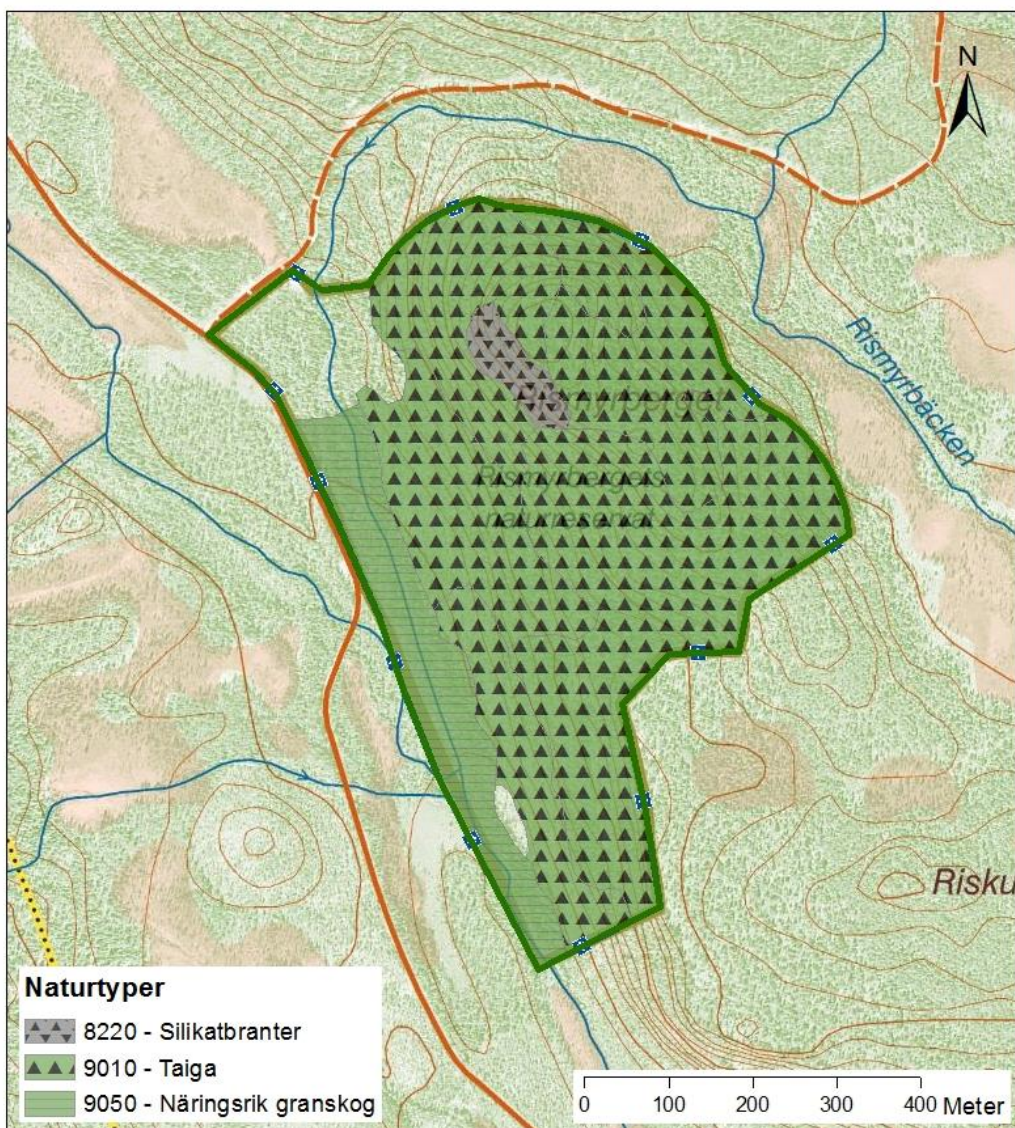 N
Rismyrbäcken
Rismyrberget
Rismyrbergets
naturreservat
Risku
Naturtyper
8220 - Silikatbranter
9010 - Taiga
9050 - Näringsrik granskog
0 100 200 300 400 Meter